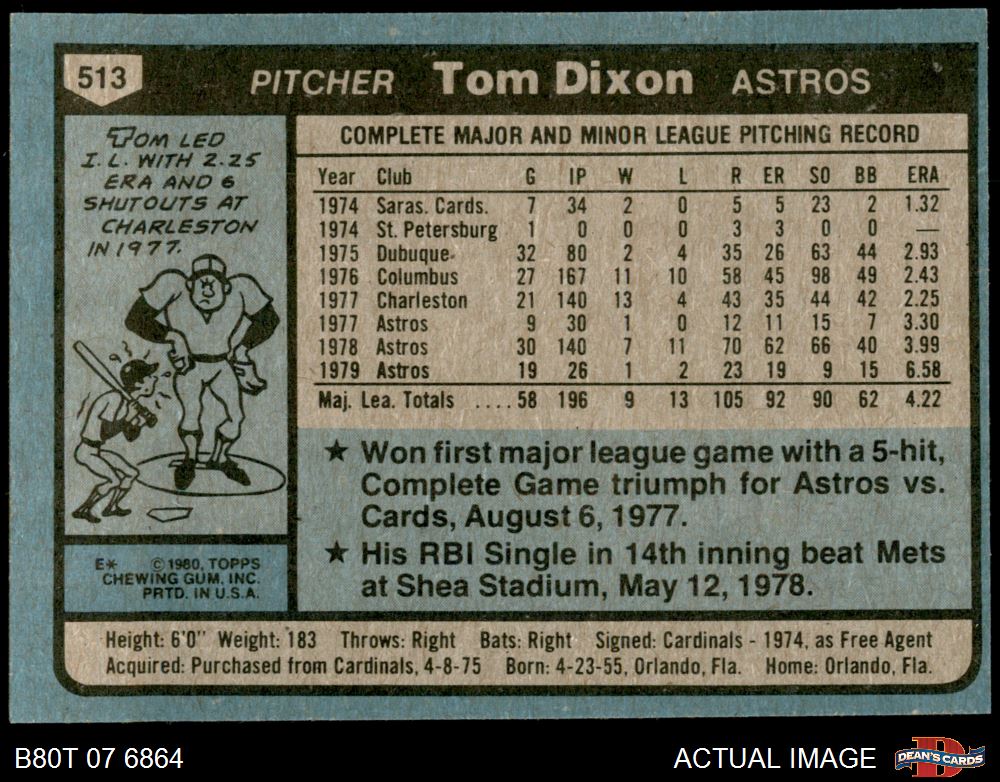 513 PITCHER Tom Dixon ASTROS
TOM LED
I.L. WITH 2.25
ERA AND 6
SHUTOUTS AT
CHARLESTON
IN 1977.
E* © 1980, TOPPS
CHEWING GUM, INC.
PRTD. IN U.S.A.
COMPLETE MAJOR AND MINOR LEAGUE PITCHING RECORD
Year Club G IP W L R ER SO BB ERA
1974 Saras. Cards. 7 34 2 0 5 5 23 2 1.32
1974 St. Petersburg 1 0 0 0 3 3 0 0 —
1975 Dubuque 32 80 2 4 35 26 63 44 2.93
1976 Columbus 27 167 11 10 58 45 98 49 2.43
1977 Charleston 21 140 13 4 43 35 44 42 2.25
1977 Astros 9 30 1 0 12 11 15 7 3.30
1978 Astros 30 140 7 11 70 62 66 40 3.99
1979 Astros 19 26 1 2 23 19 9 15 6.58
Maj. Lea. Totals ....58 196 9 13 105 92 90 62 4.22
★ Won first major league game with a 5-hit,
Complete Game triumph for Astros vs.
Cards, August 6, 1977.
★ His RBI Single in 14th inning beat Mets
at Shea Stadium, May 12, 1978.
Height: 6'0" Weight: 183 Throws: Right Bats: Right Signed: Cardinals - 1974, as Free Agent
Acquired: Purchased from Cardinals, 4-8-75 Born: 4-23-55, Orlando, Fla. Home: Orlando, Fla.
B80T 07 6864 ACTUAL IMAGE D DEAN'S CARDS